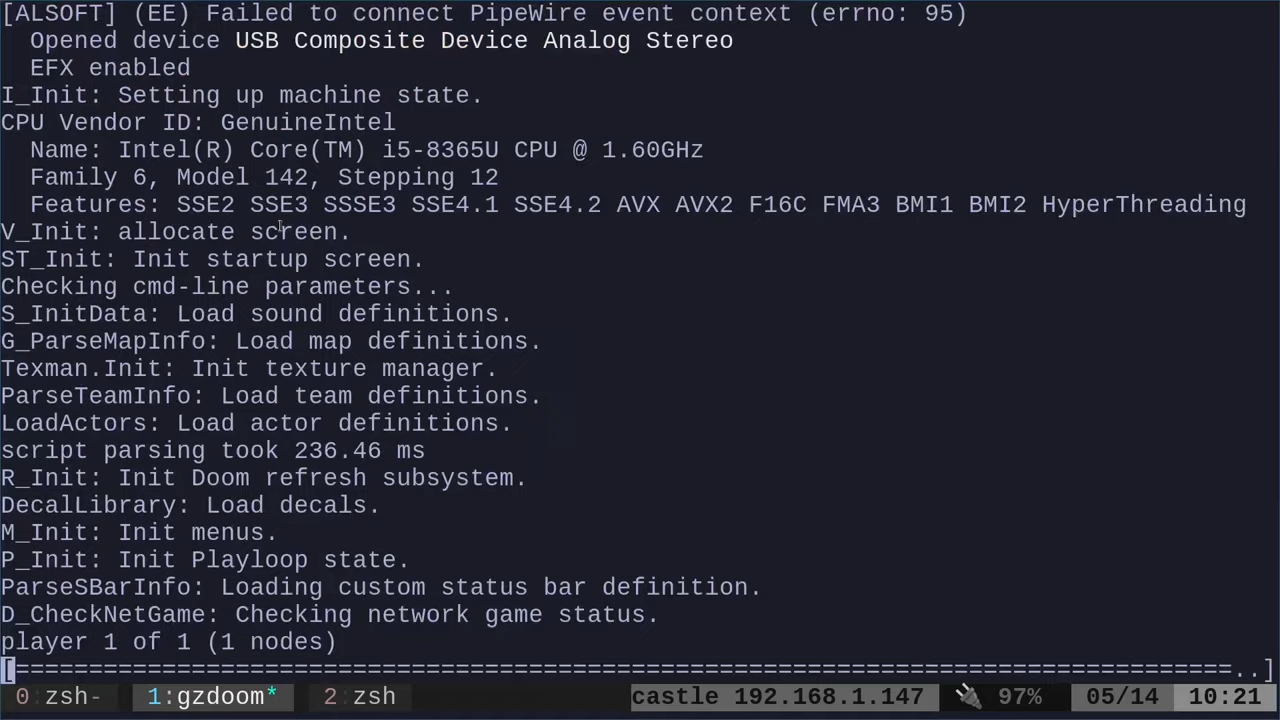 [ALSOFT] (EE) Failed to connect PipeWire event context (errno: 95)
  Opened device USB Composite Device Analog Stereo
  EFX enabled
I_Init: Setting up machine state.
CPU Vendor ID: GenuineIntel
  Name: Intel(R) Core(TM) i5-8365U CPU @ 1.60GHz
  Family 6, Model 142, Stepping 12
  Features: SSE2 SSE3 SSSE3 SSE4.1 SSE4.2 AVX AVX2 F16C FMA3 BMI1 BMI2 HyperThreading
V_Init: allocate screen.
ST_Init: Init startup screen.
Checking cmd-line parameters...
S_InitData: Load sound definitions.
G_ParseMapInfo: Load map definitions.
Texman.Init: Init texture manager.
ParseTeamInfo: Load team definitions.
LoadActors: Load actor definitions.
script parsing took 236.46 ms
R_Init: Init Doom refresh subsystem.
DecalLibrary: Load decals.
M_Init: Init menus.
P_Init: Init Playloop state.
ParseSBarInfo: Loading custom status bar definition.
D_CheckNetGame: Checking network game status.
player 1 of 1 (1 nodes)
[===================================================================================..]
0:zsh- 1:gzdoom* 2:zsh castle 192.168.1.147 97% 05/14 10:21